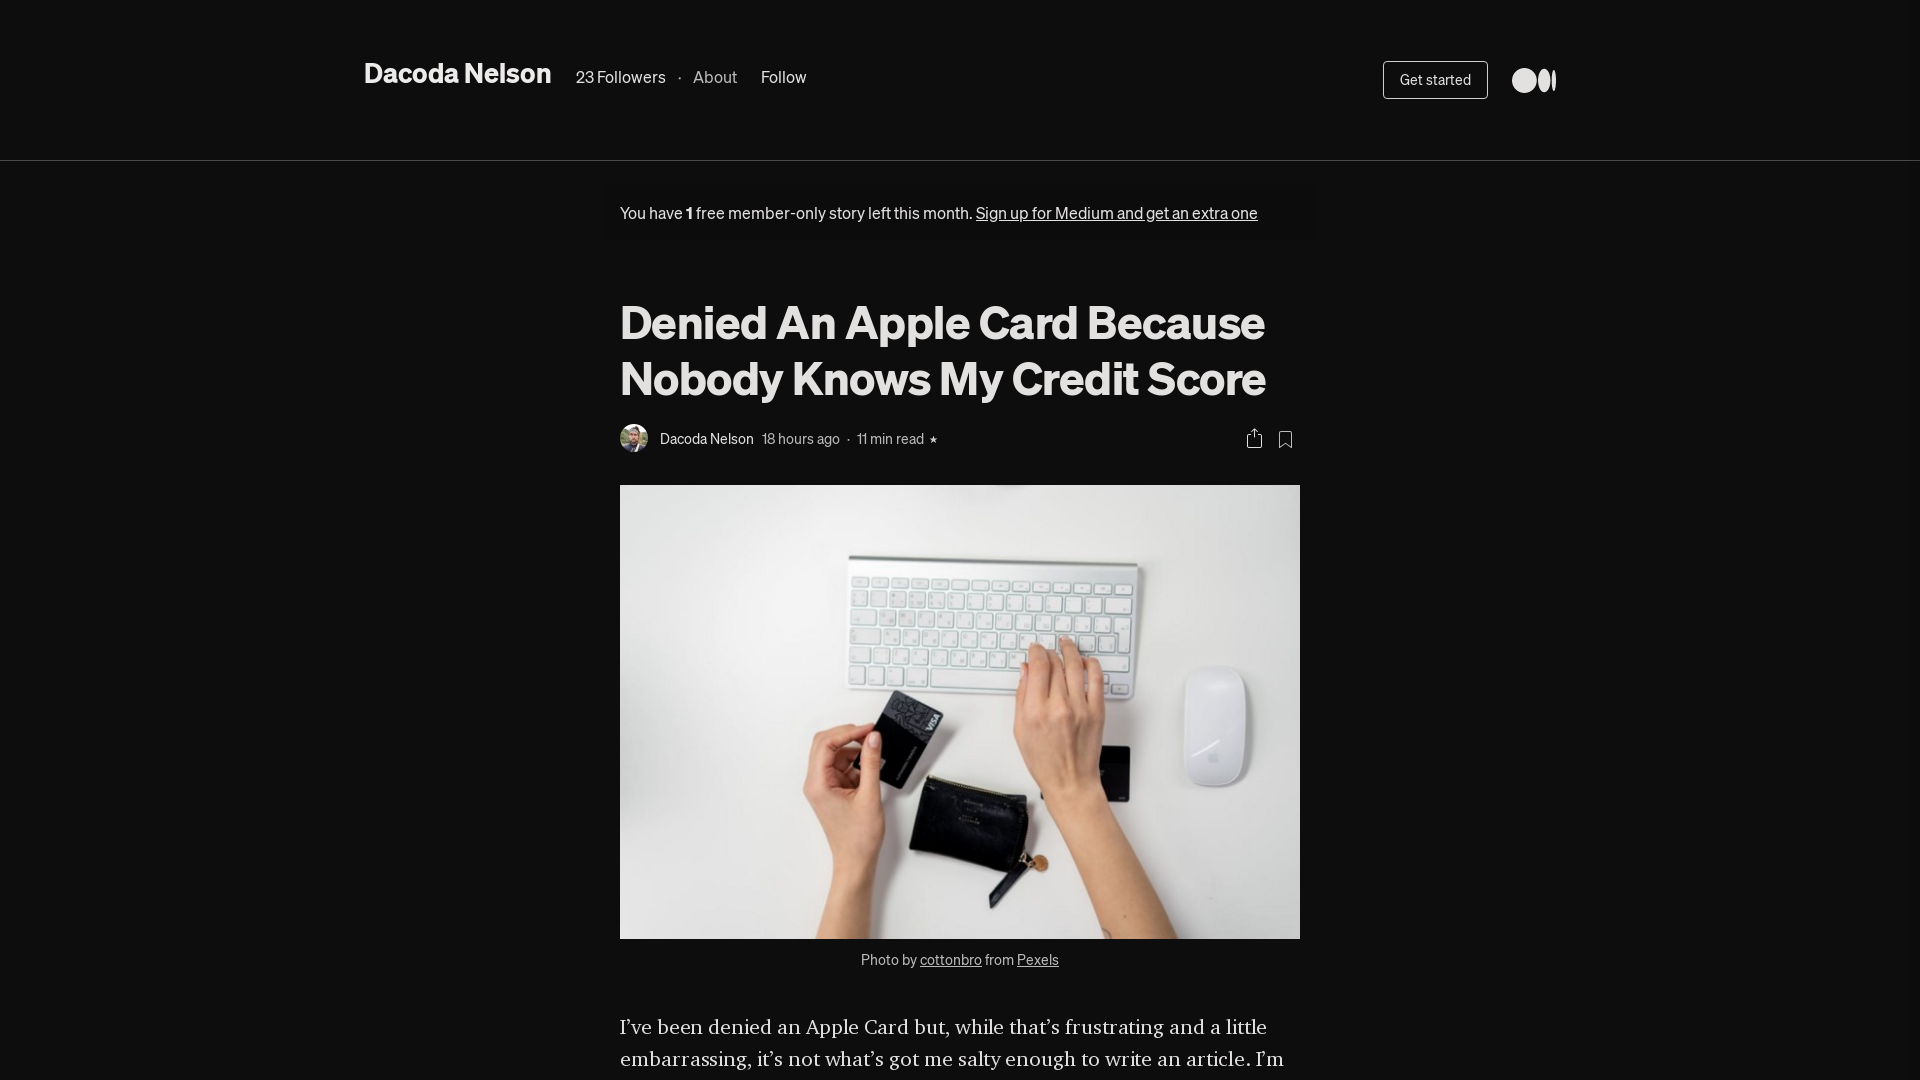 Dacoda Nelson 23 Followers · About Follow Get started
You have 1 free member-only story left this month. Sign up for Medium and get an extra one
Denied An Apple Card Because
Nobody Knows My Credit Score
Dacoda Nelson 18 hours ago · 11 min read ★
VISA
Photo by cottonbro from Pexels
I’ve been denied an Apple Card but, while that’s frustrating and a little
embarrassing, it’s not what’s got me salty enough to write an article. I’m